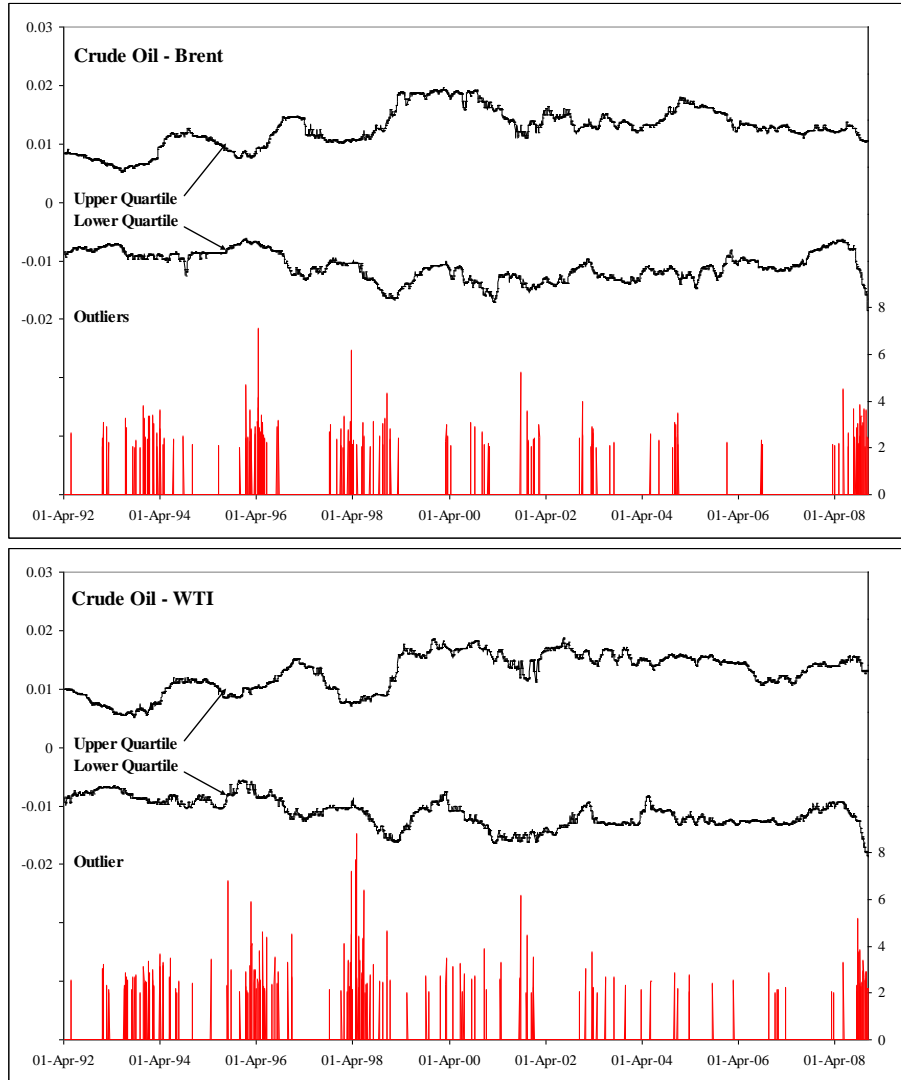 0.03
Crude Oil - Brent
0.02
0.01
Upper Quartile
0
Lower Quartile
-0.01
-0.02
Outliers
8
6
4
2
0
01-Apr-92 01-Apr-94 01-Apr-96 01-Apr-98 01-Apr-00 01-Apr-02 01-Apr-04 01-Apr-06 01-Apr-08
0.03
Crude Oil - WTI
0.02
0.01
Upper Quartile
0
Lower Quartile
-0.01
-0.02
Outlier
8
6
4
2
0
01-Apr-92 01-Apr-94 01-Apr-96 01-Apr-98 01-Apr-00 01-Apr-02 01-Apr-04 01-Apr-06 01-Apr-08